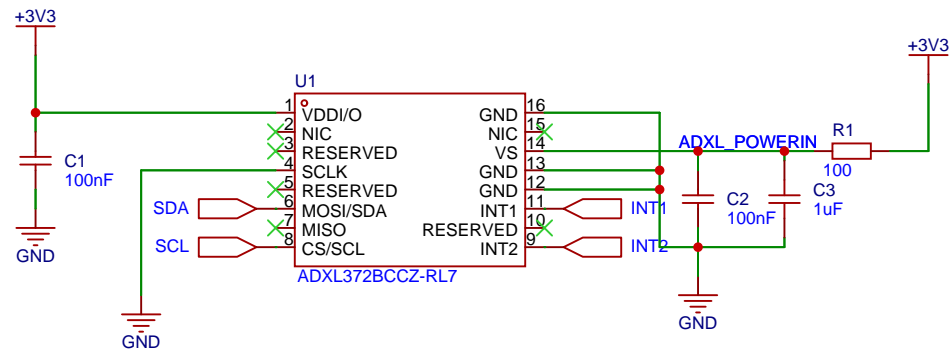 +3V3
+3V3
U1
1 VDDI/O GND 16
2 NIC NIC 15
3 RESERVED VS 14 ADXL_POWERIN R1
C1
100nF
100
4 SCLK GND 13
5 RESERVED GND 12
C2
100nF
C3
1uF
SDA 6 MOSI/SDA INT1 11 INT1
7 MISO RESERVED 10
SCL 8 CS/SCL INT2 9 INT2
GND
ADXL372BCCZ-RL7
GND
GND